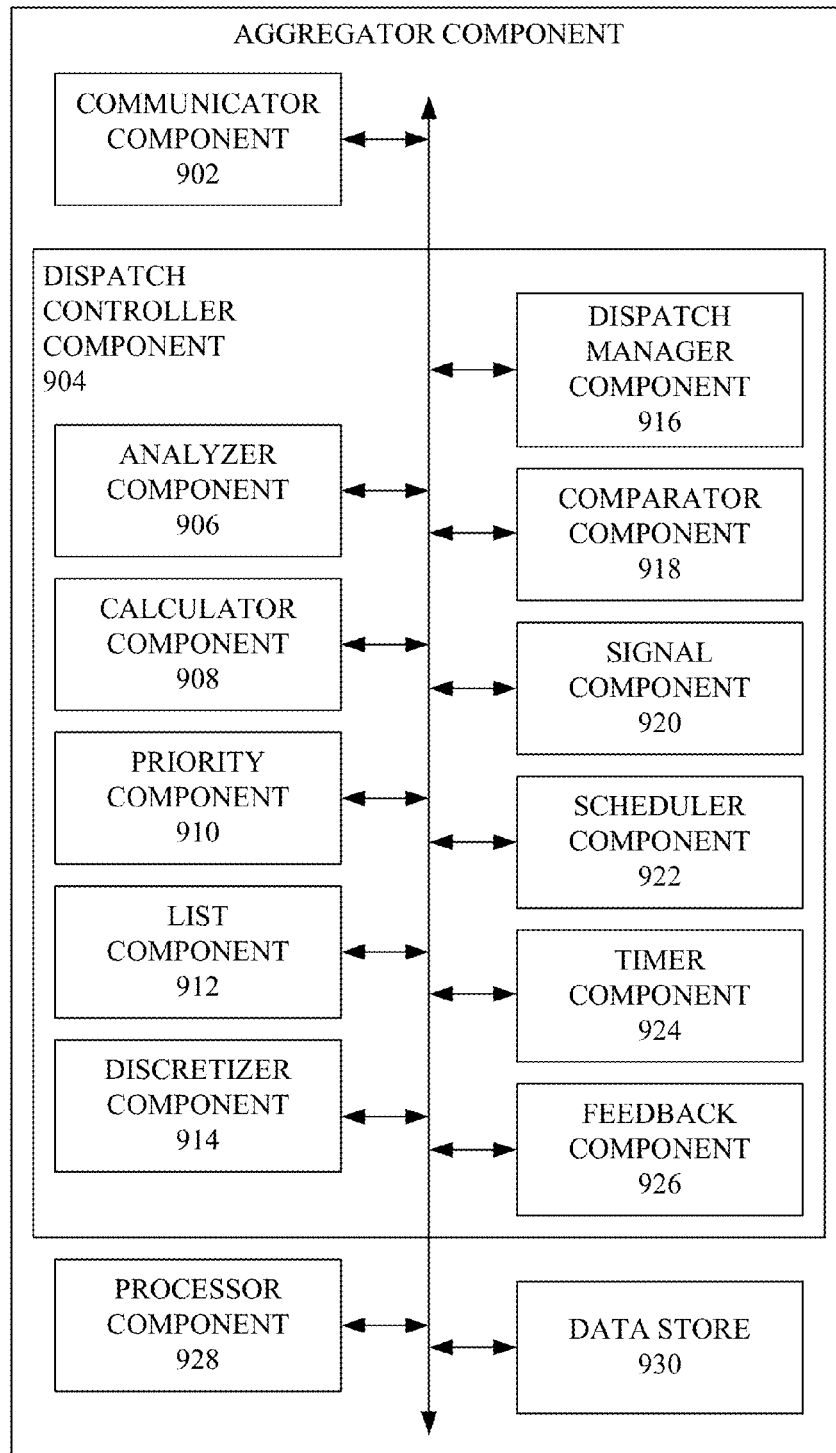 AGGREGATOR COMPONENT
COMMUNICATOR
COMPONENT
902
DISPATCH
CONTROLLER
COMPONENT
904
ANALYZER
COMPONENT
906
CALCULATOR
COMPONENT
908
PRIORITY
COMPONENT
910
LIST
COMPONENT
912
DISCRETIZER
COMPONENT
914
DISPATCH
MANAGER
COMPONENT
916
COMPARATOR
COMPONENT
918
SIGNAL
COMPONENT
920
SCHEDULER
COMPONENT
922
TIMER
COMPONENT
924
FEEDBACK
COMPONENT
926
PROCESSOR
COMPONENT
928
DATA STORE
930